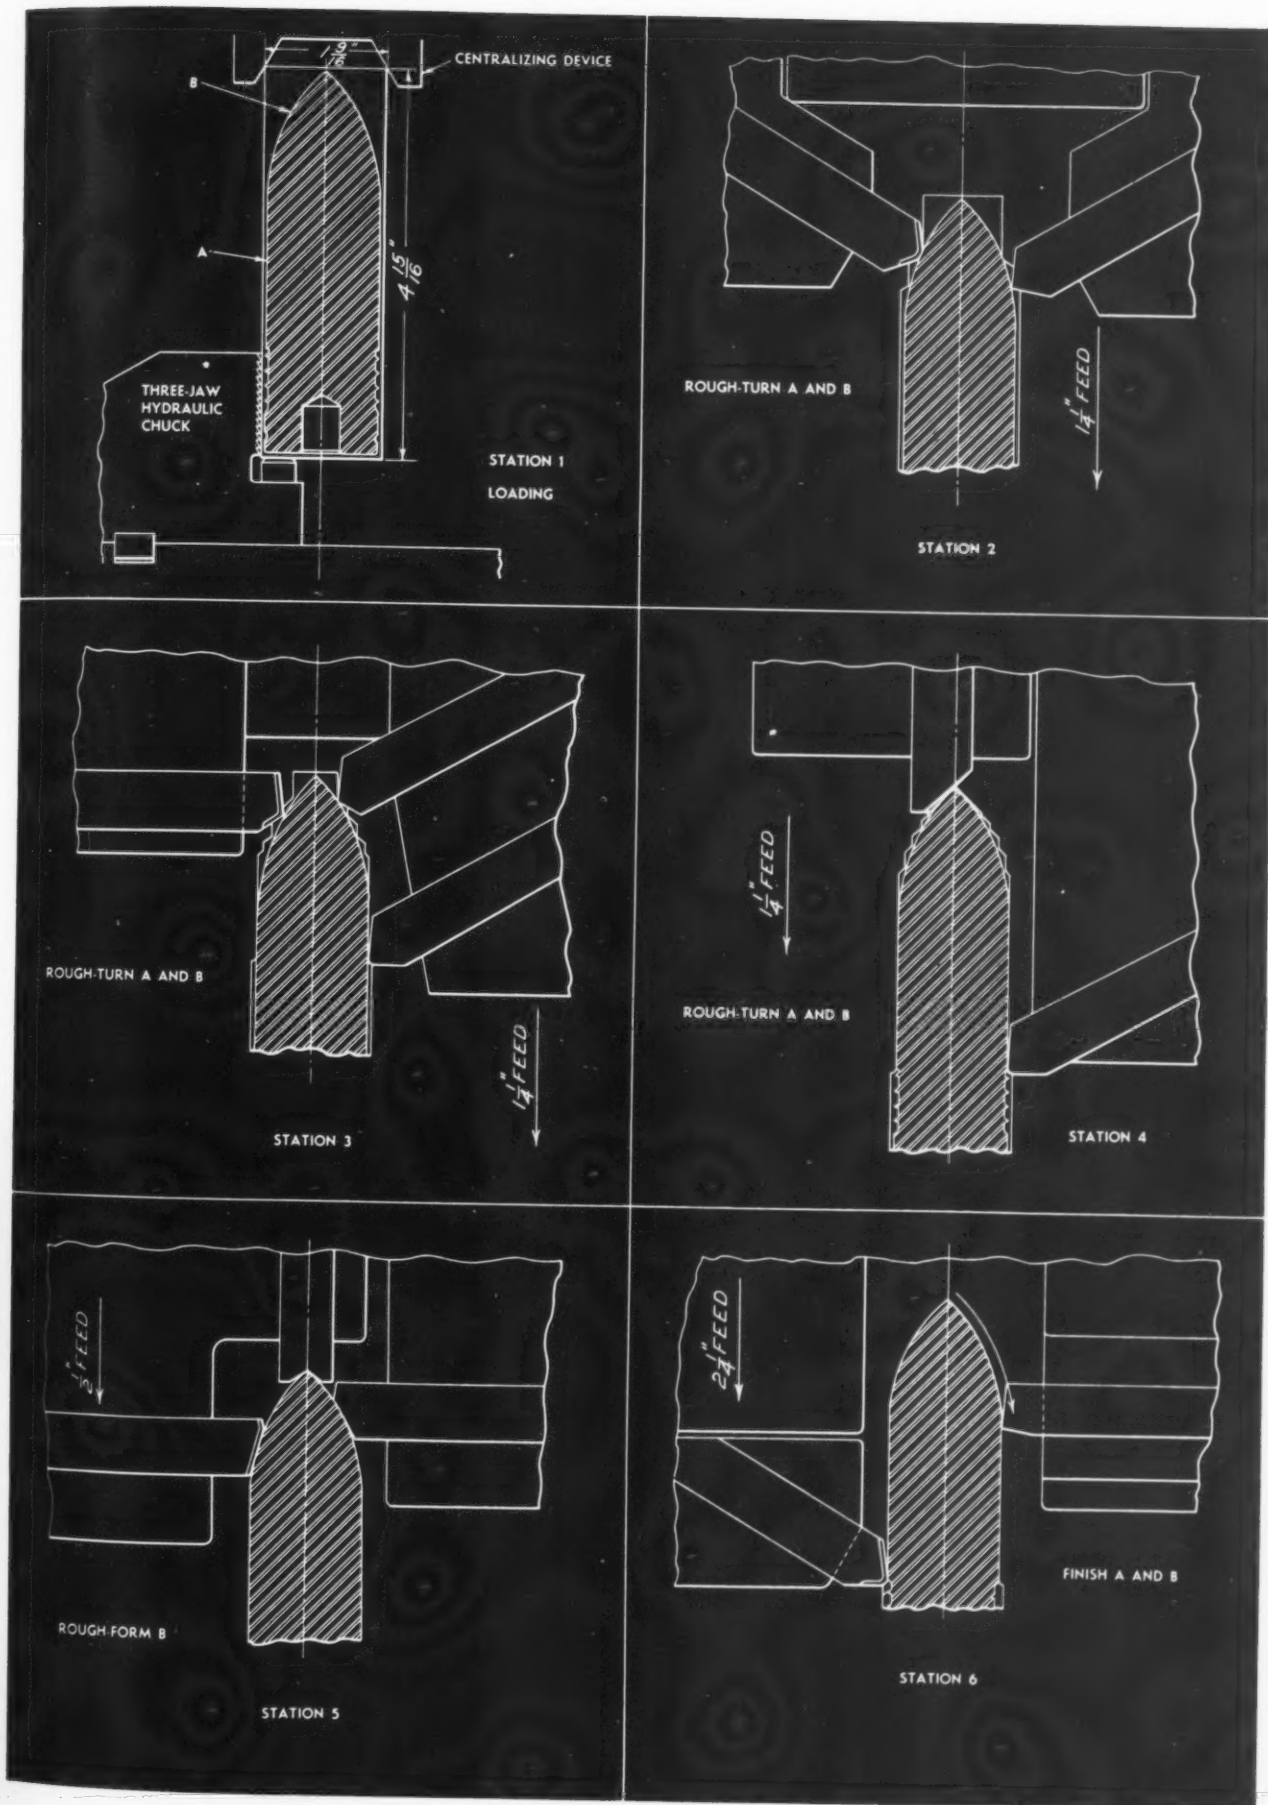 1 9/16"
CENTRALIZING DEVICE
B
A
4 15/16"
THREE-JAW
HYDRAULIC
CHUCK
STATION 1
LOADING
ROUGH-TURN A AND B
1 1/4" FEED
STATION 2
ROUGH-TURN A AND B
1 1/4" FEED
STATION 3
1 1/4" FEED
ROUGH-TURN A AND B
STATION 4
1/2" FEED
ROUGH-FORM B
STATION 5
2 1/4" FEED
FINISH A AND B
STATION 6